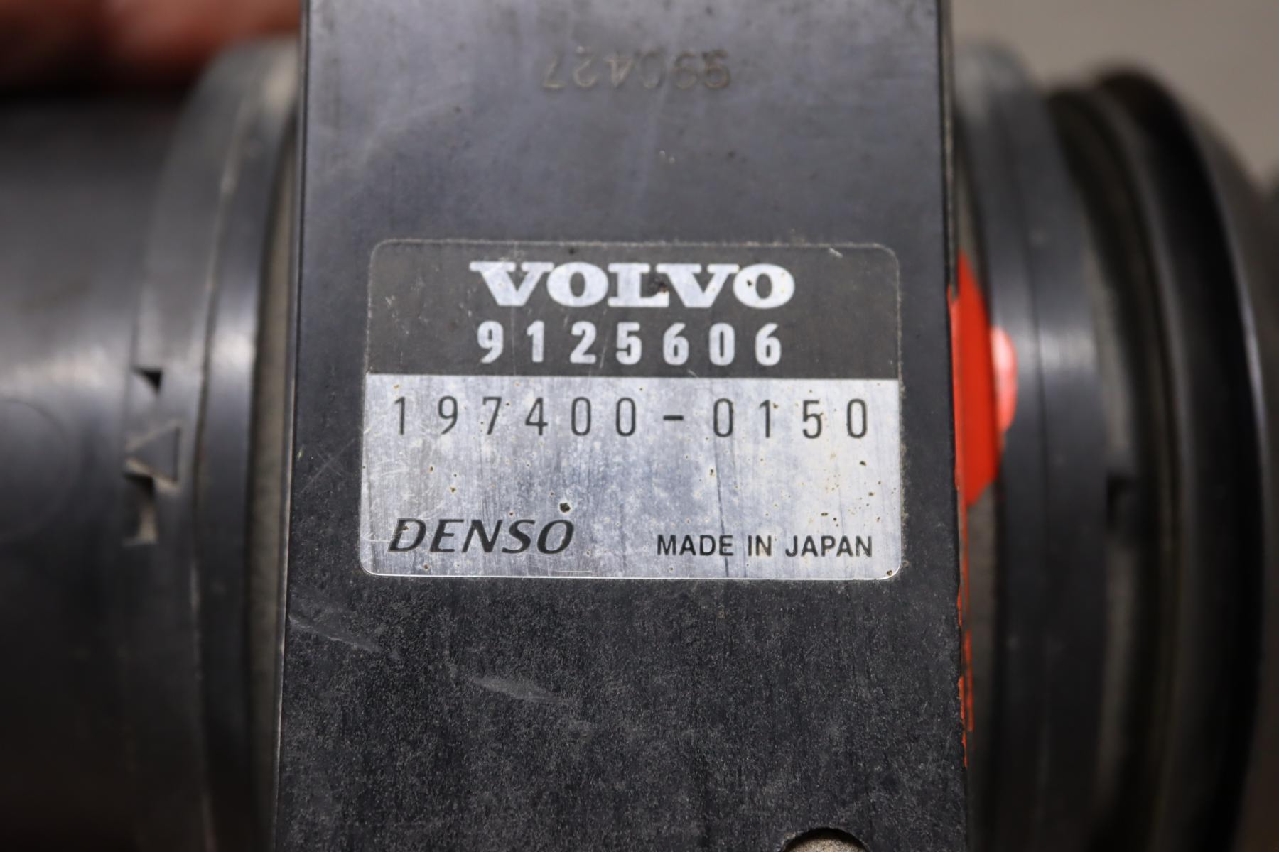 990427
VOLVO
9125606
197400-0150
DENSO MADE IN JAPAN